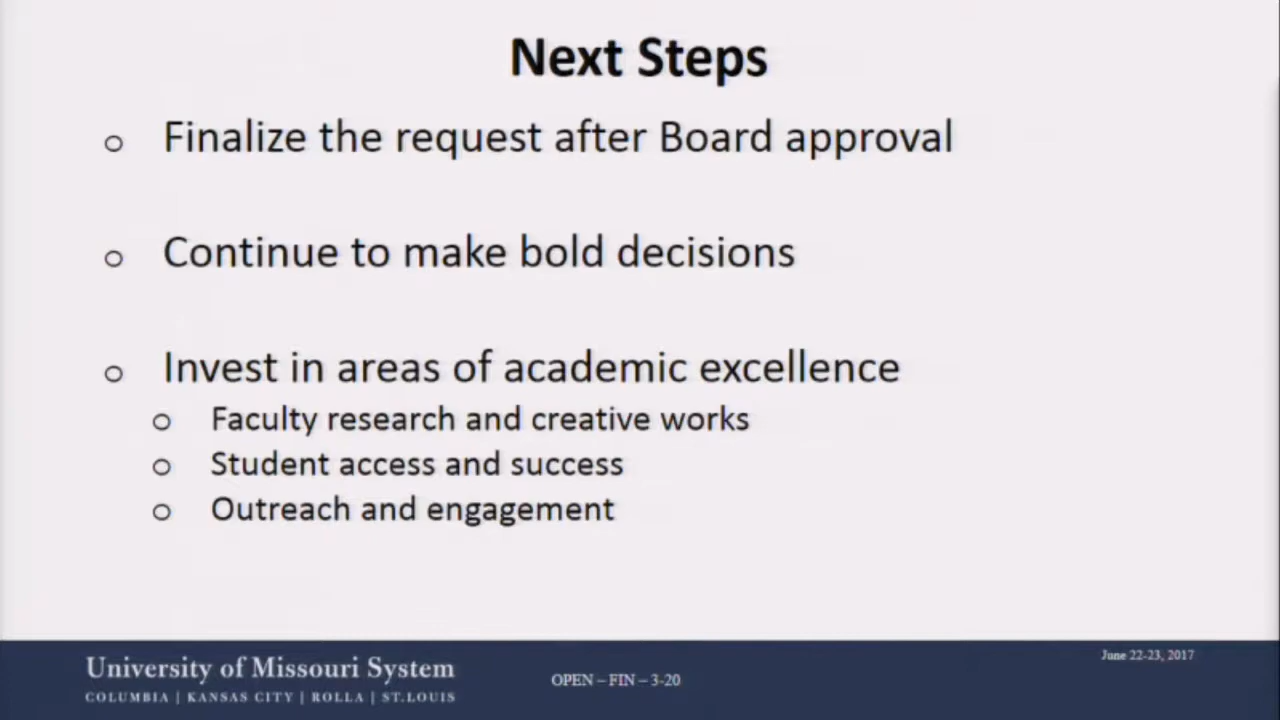 Next Steps
Finalize the request after Board approval
Continue to make bold decisions
Invest in areas of academic excellence
Faculty research and creative works
Student access and success
Outreach and engagement
University of Missouri System
COLUMBIA | KANSAS CITY | ROLLA | ST.LOUIS
OPEN – FIN – 3-20
June 22-23, 2017